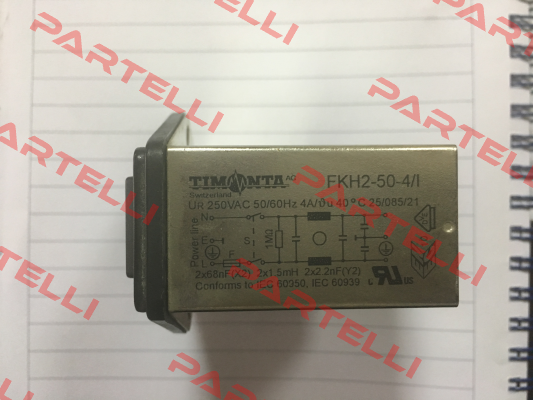 TIMONTA AG
Switzerland
FKH2-50-4/I
UR 250VAC 50/60Hz 4A/ 0ü 40°C 25/085/21
Power line
N
E
L
F
S
1MΩ
2x68nF(X2) 2x1.5mH 2x2.2nF(Y2)
Conforms to IEC 60950, IEC 60939
PARTELLI
PARTELLI
PARTELLI
PARTELLI
PARTELLI
PARTELLI
PARTELLI